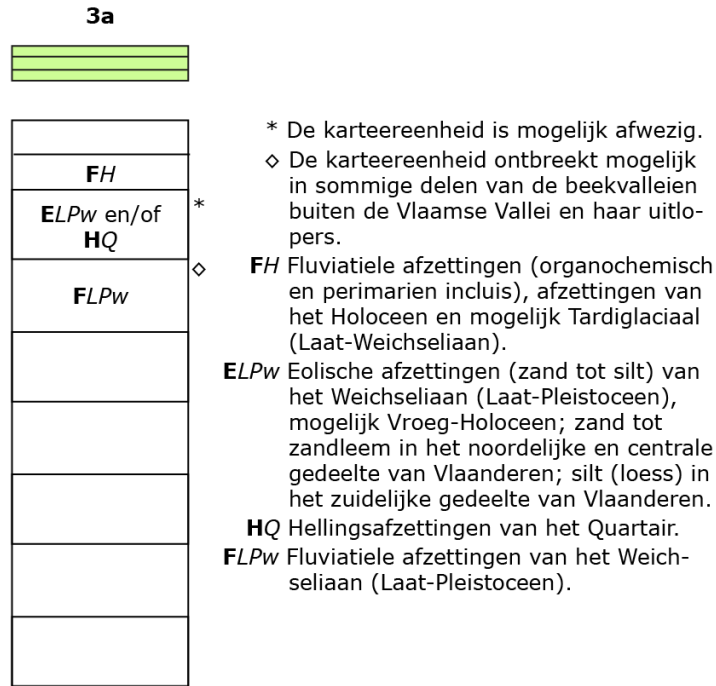 3a
FH
ELPw en/of
HQ
*
FLPw
◇
* De karteereenheid is mogelijk afwezig.
◇ De karteereenheid ontbreekt mogelijk
in sommige delen van de beekvalleien
buiten de Vlaamse Vallei en haar uitlo-
pers.
FH Fluviatiele afzettingen (organochemisch
en perimarien incluis), afzettingen van
het Holoceen en mogelijk Tardiglaciaal
(Laat-Weichseliaan).
ELPw Eolische afzettingen (zand tot silt) van
het Weichseliaan (Laat-Pleistoceen),
mogelijk Vroeg-Holoceen; zand tot
zandleem in het noordelijke en centrale
gedeelte van Vlaanderen; silt (loess) in
het zuidelijke gedeelte van Vlaanderen.
HQ Hellingsafzettingen van het Quartair.
FLPw Fluviatiele afzettingen van het Weich-
seliaan (Laat-Pleistoceen).